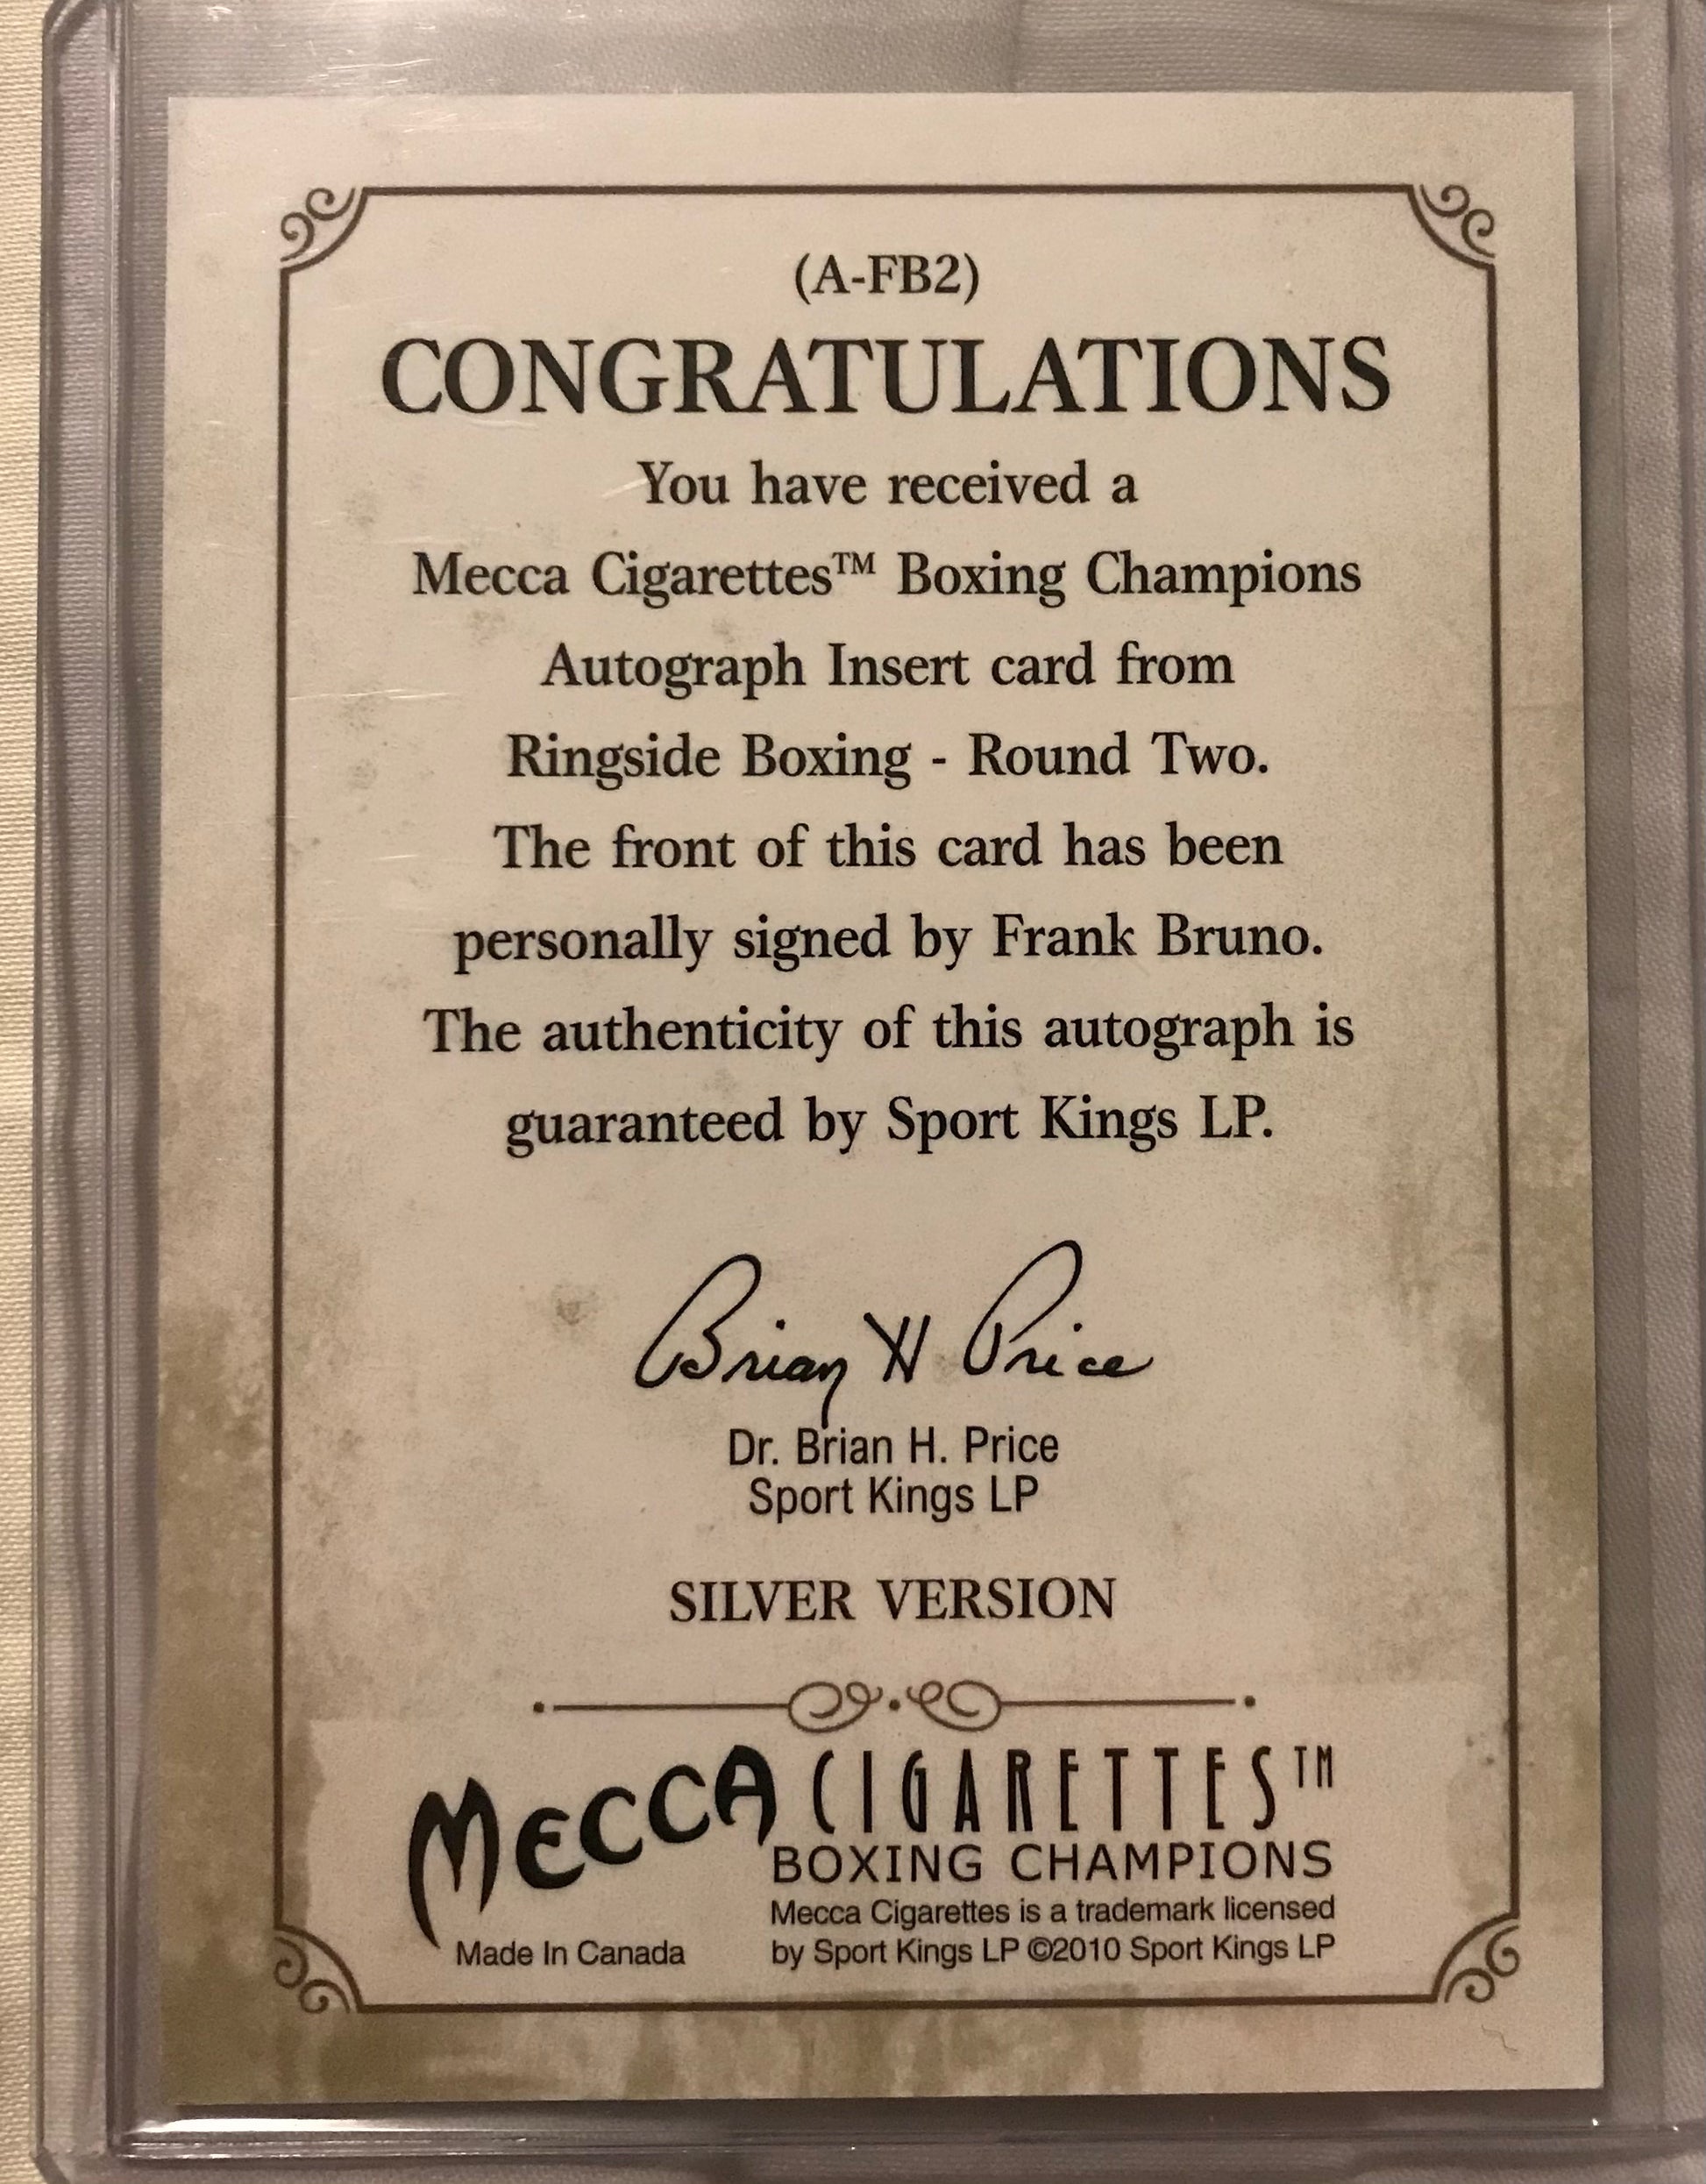 (A-FB2)
CONGRATULATIONS
You have received a
Mecca Cigarettes™ Boxing Champions
Autograph Insert card from
Ringside Boxing - Round Two.
The front of this card has been
personally signed by Frank Bruno.
The authenticity of this autograph is
guaranteed by Sport Kings LP.
Brian H Price
Dr. Brian H. Price
Sport Kings LP
SILVER VERSION
MECCA CIGARETTES™
BOXING CHAMPIONS
Mecca Cigarettes is a trademark licensed
by Sport Kings LP ©2010 Sport Kings LP
Made In Canada